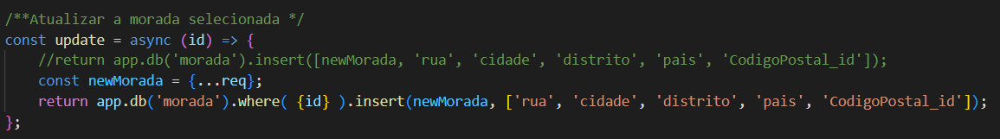 /**Atualizar a morada selecionada */
const update = async (id) => {
//return app.db('morada').insert([newMorada, 'rua', 'cidade', 'distrito', 'pais', 'CodigoPostal_id']);
const newMorada = {...req};
return app.db('morada').where( {id} ).insert(newMorada, ['rua', 'cidade', 'distrito', 'pais', 'CodigoPostal_id']);
};